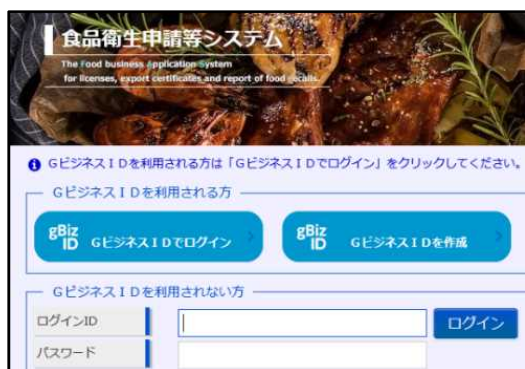 食品衛生申請等システム
The Food business Application System
for licenses, export certificates and report of food recalls.
GビジネスIDを利用される方は「GビジネスIDでログイン」をクリックしてください。
GビジネスIDを利用される方
gBiz ID GビジネスIDでログイン
gBiz ID GビジネスIDを作成
GビジネスIDを利用されない方
ログインID
ログイン
パスワード